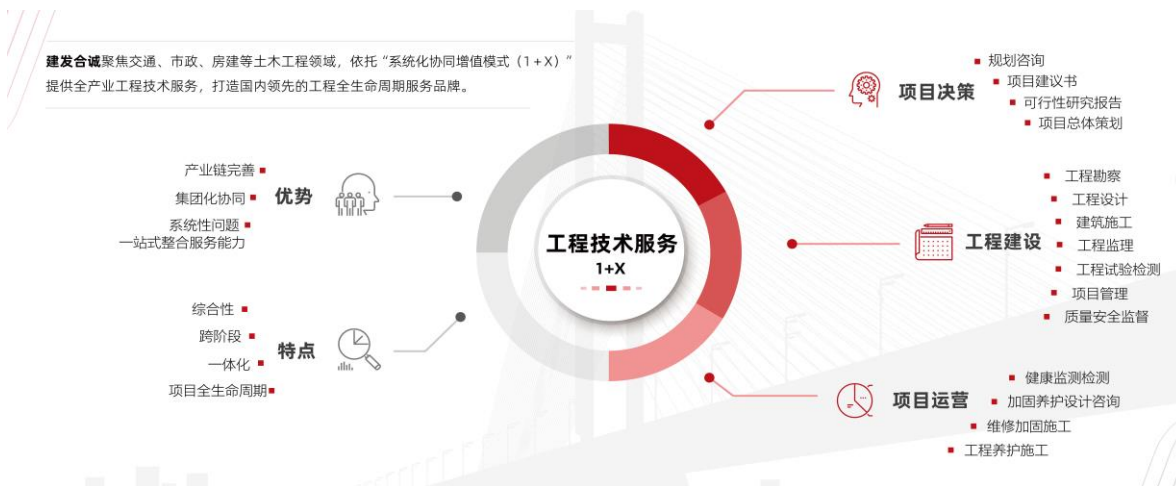 建发合诚聚焦交通、市政、房建等土木工程领域，依托“系统化协同增值模式（1+X）”
提供全产业工程技术服务，打造国内领先的工程全生命周期服务品牌。
产业链完善
集团化协同
系统性问题
一站式整合服务能力
优势
综合性
跨阶段
一体化
项目全生命周期
特点
工程技术服务
1+X
项目决策
规划咨询
项目建议书
可行性研究报告
项目总体策划
工程建设
工程勘察
工程设计
建筑施工
工程监理
工程试验检测
项目管理
质量安全监督
项目运营
健康监测检测
加固养护设计咨询
维修加固施工
工程养护施工